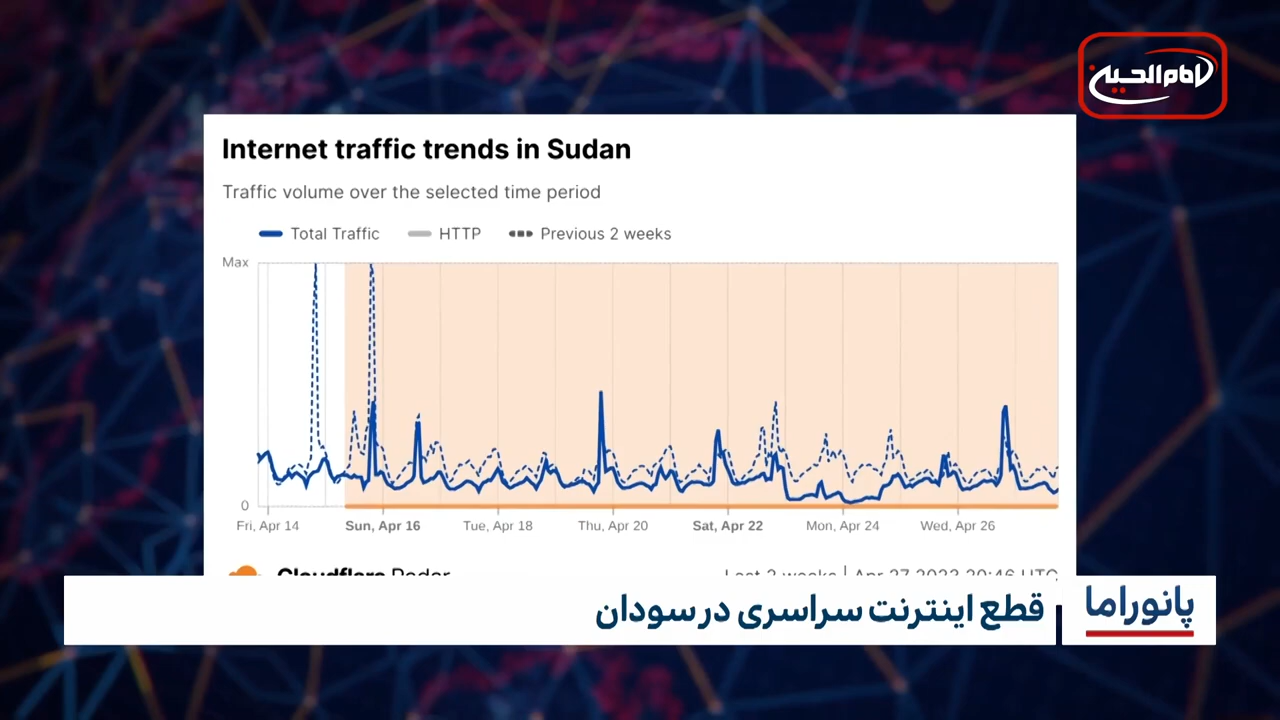 امام الحسین
Internet traffic trends in Sudan
Traffic volume over the selected time period
Total Traffic HTTP Previous 2 weeks
Max
0
Fri, Apr 14 Sun, Apr 16 Tue, Apr 18 Thu, Apr 20 Sat, Apr 22 Mon, Apr 24 Wed, Apr 26
Cloudflare Radar Last 2 weeks | Apr 27 2023 20:46 UTC
پانوراما
قطع اینترنت سراسری در سودان